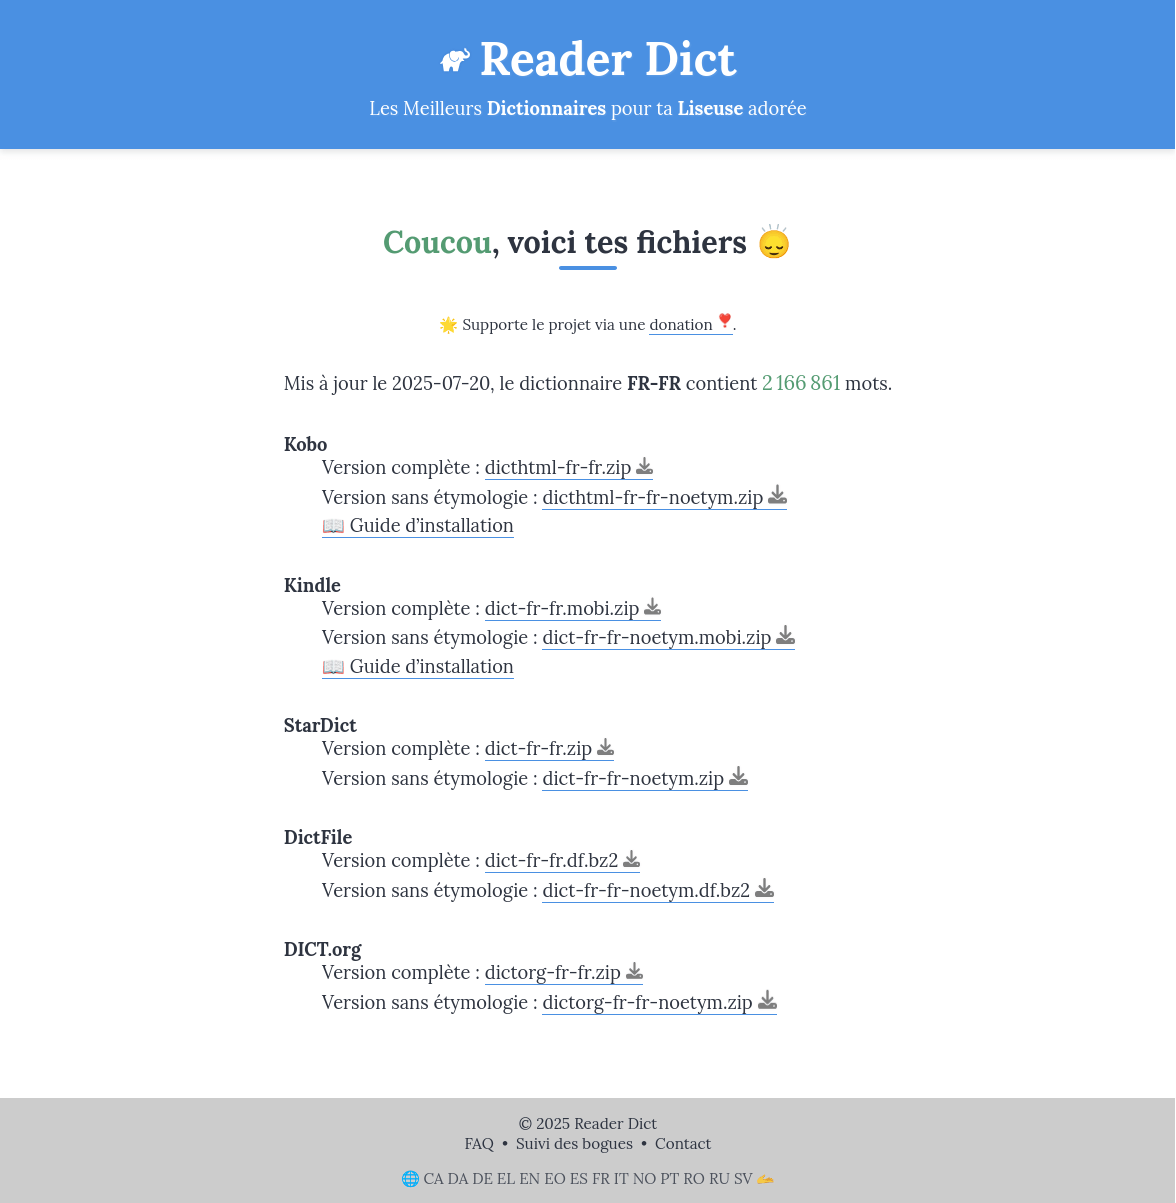 Reader Dict
Les Meilleurs Dictionnaires pour ta Liseuse adorée
Coucou, voici tes fichiers
🌟 Supporte le projet via une donation ❣️.
Mis à jour le 2025-07-20, le dictionnaire FR-FR contient 2 166 861 mots.
Kobo
Version complète : dicthtml-fr-fr.zip
Version sans étymologie : dicthtml-fr-fr-noetym.zip
📖 Guide d’installation
Kindle
Version complète : dict-fr-fr.mobi.zip
Version sans étymologie : dict-fr-fr-noetym.mobi.zip
📖 Guide d’installation
StarDict
Version complète : dict-fr-fr.zip
Version sans étymologie : dict-fr-fr-noetym.zip
DictFile
Version complète : dict-fr-fr.df.bz2
Version sans étymologie : dict-fr-fr-noetym.df.bz2
DICT.org
Version complète : dictorg-fr-fr.zip
Version sans étymologie : dictorg-fr-fr-noetym.zip
© 2025 Reader Dict
FAQ • Suivi des bogues • Contact
🌐 CA DA DE EL EN EO ES FR IT NO PT RO RU SV 🫴